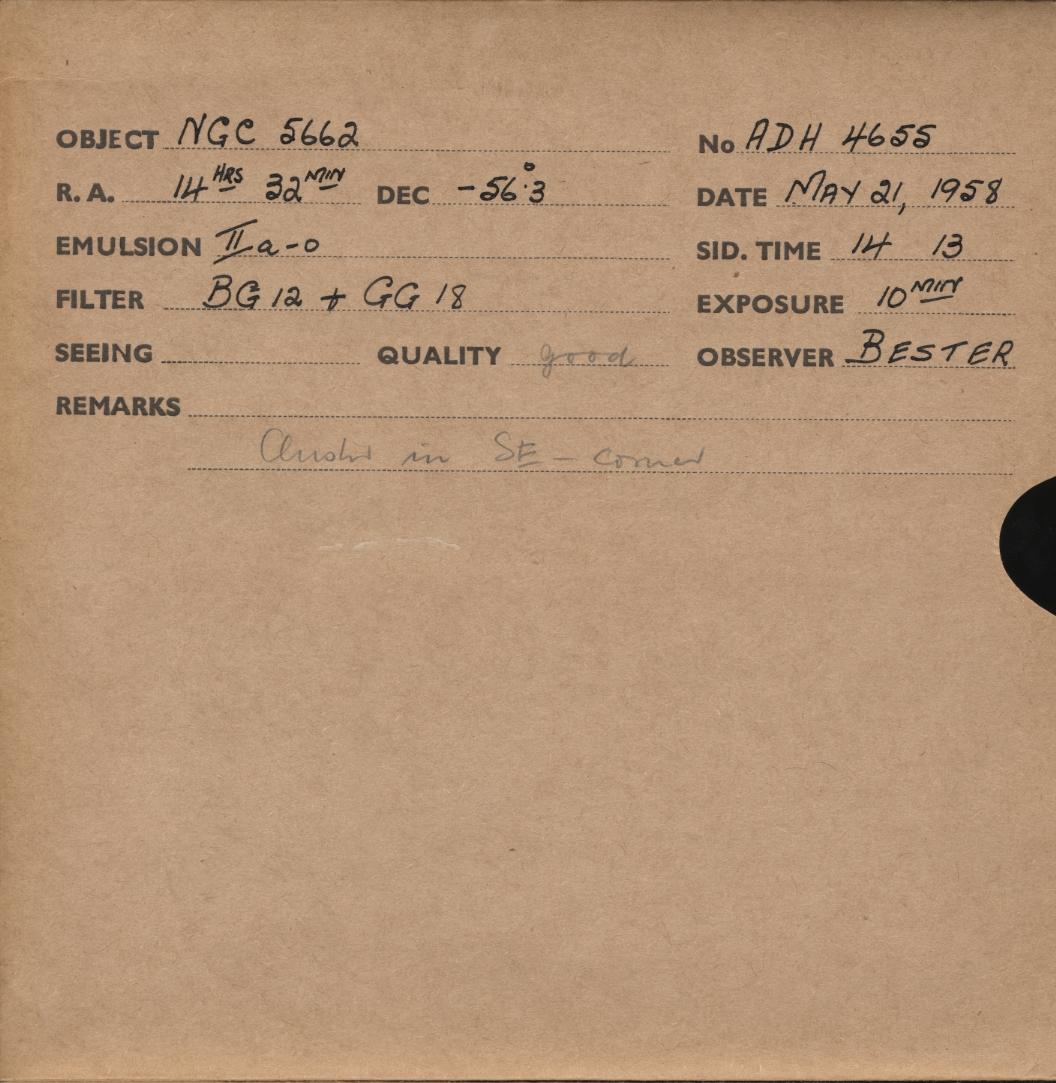 OBJECT NGC 5662 No ADH 4655
R. A. 14 HRS 32 MIN DEC -56°.3 DATE MAY 21, 1958
EMULSION IIa-o SID. TIME 14 13
FILTER BG 12 + GG 18 EXPOSURE 10 MIN
SEEING QUALITY good OBSERVER BESTER
REMARKS
Cluster in SE - corner